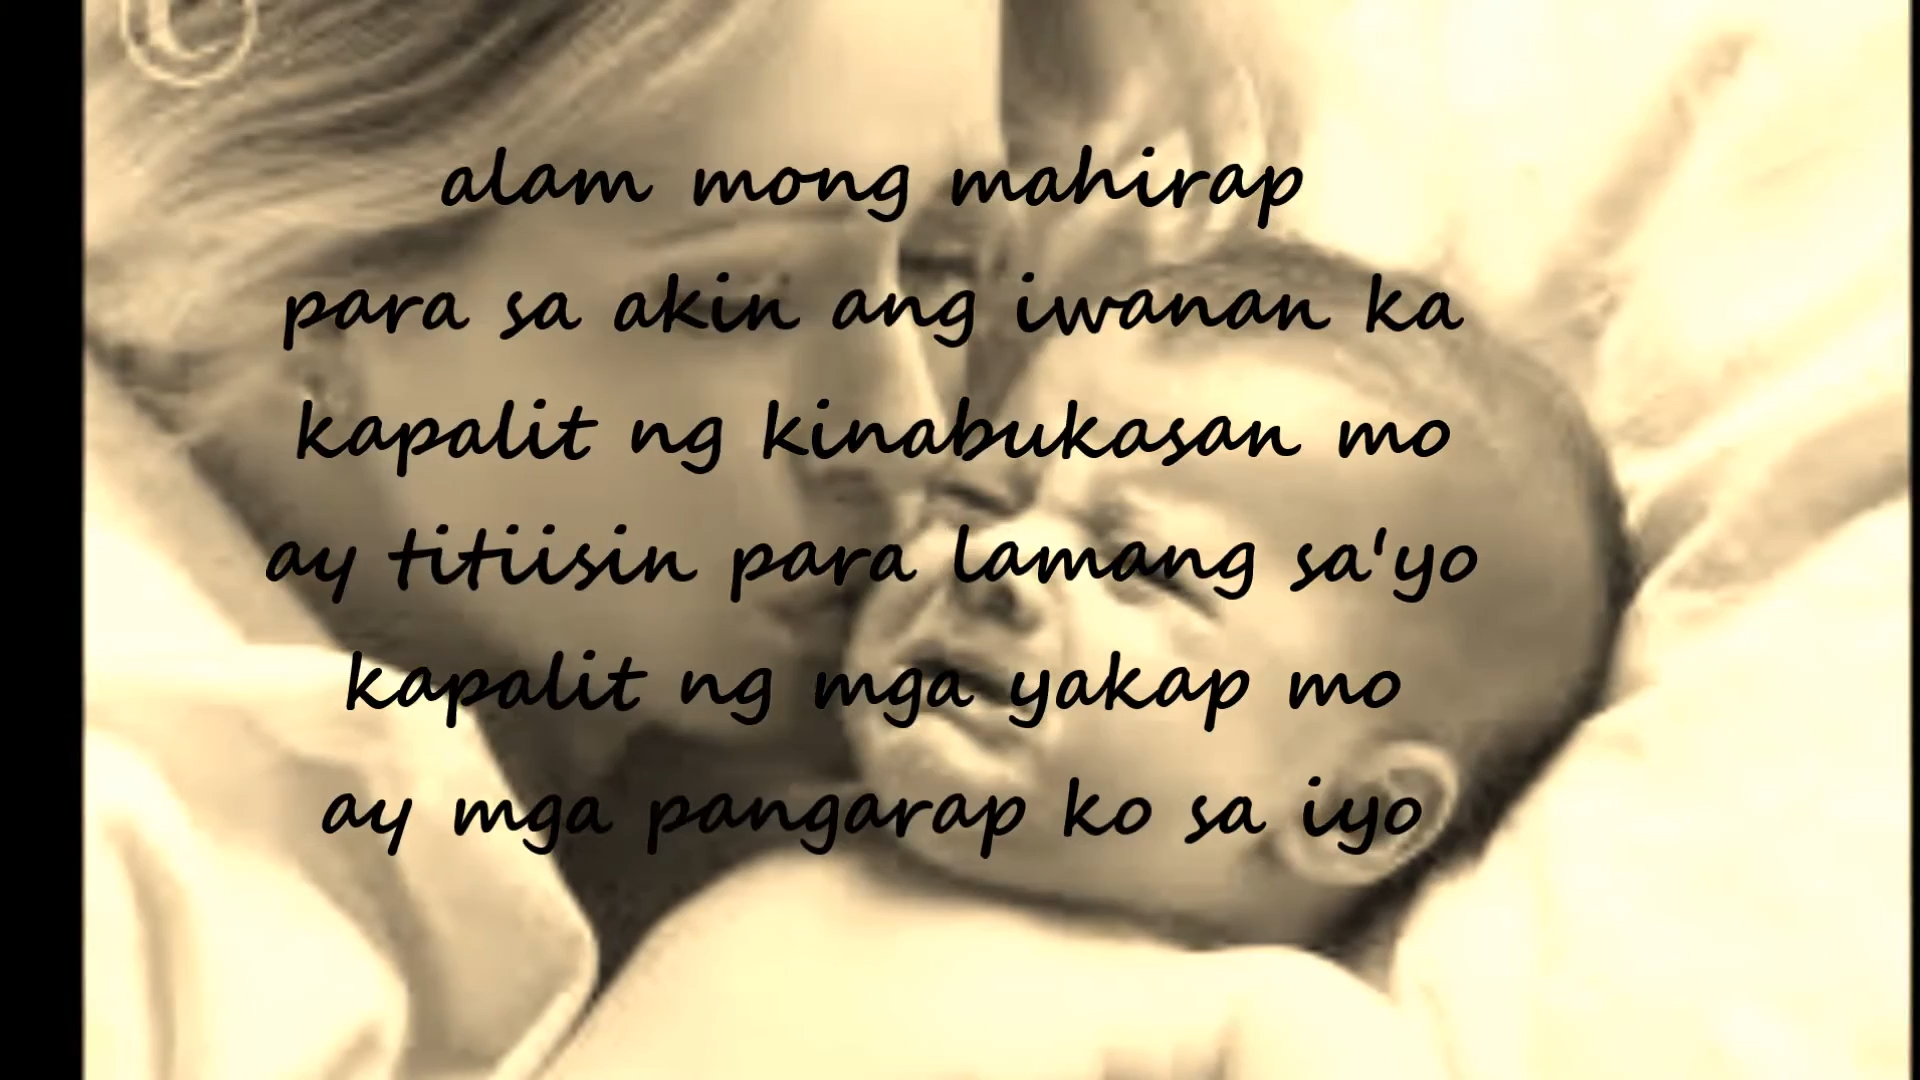 alam mong mahirap
para sa akin ang iwanan ka
kapalit ng kinabukasan mo
ay titiisin para lamang sa'yo
kapalit ng mga yakap mo
ay mga pangarap ko sa iyo